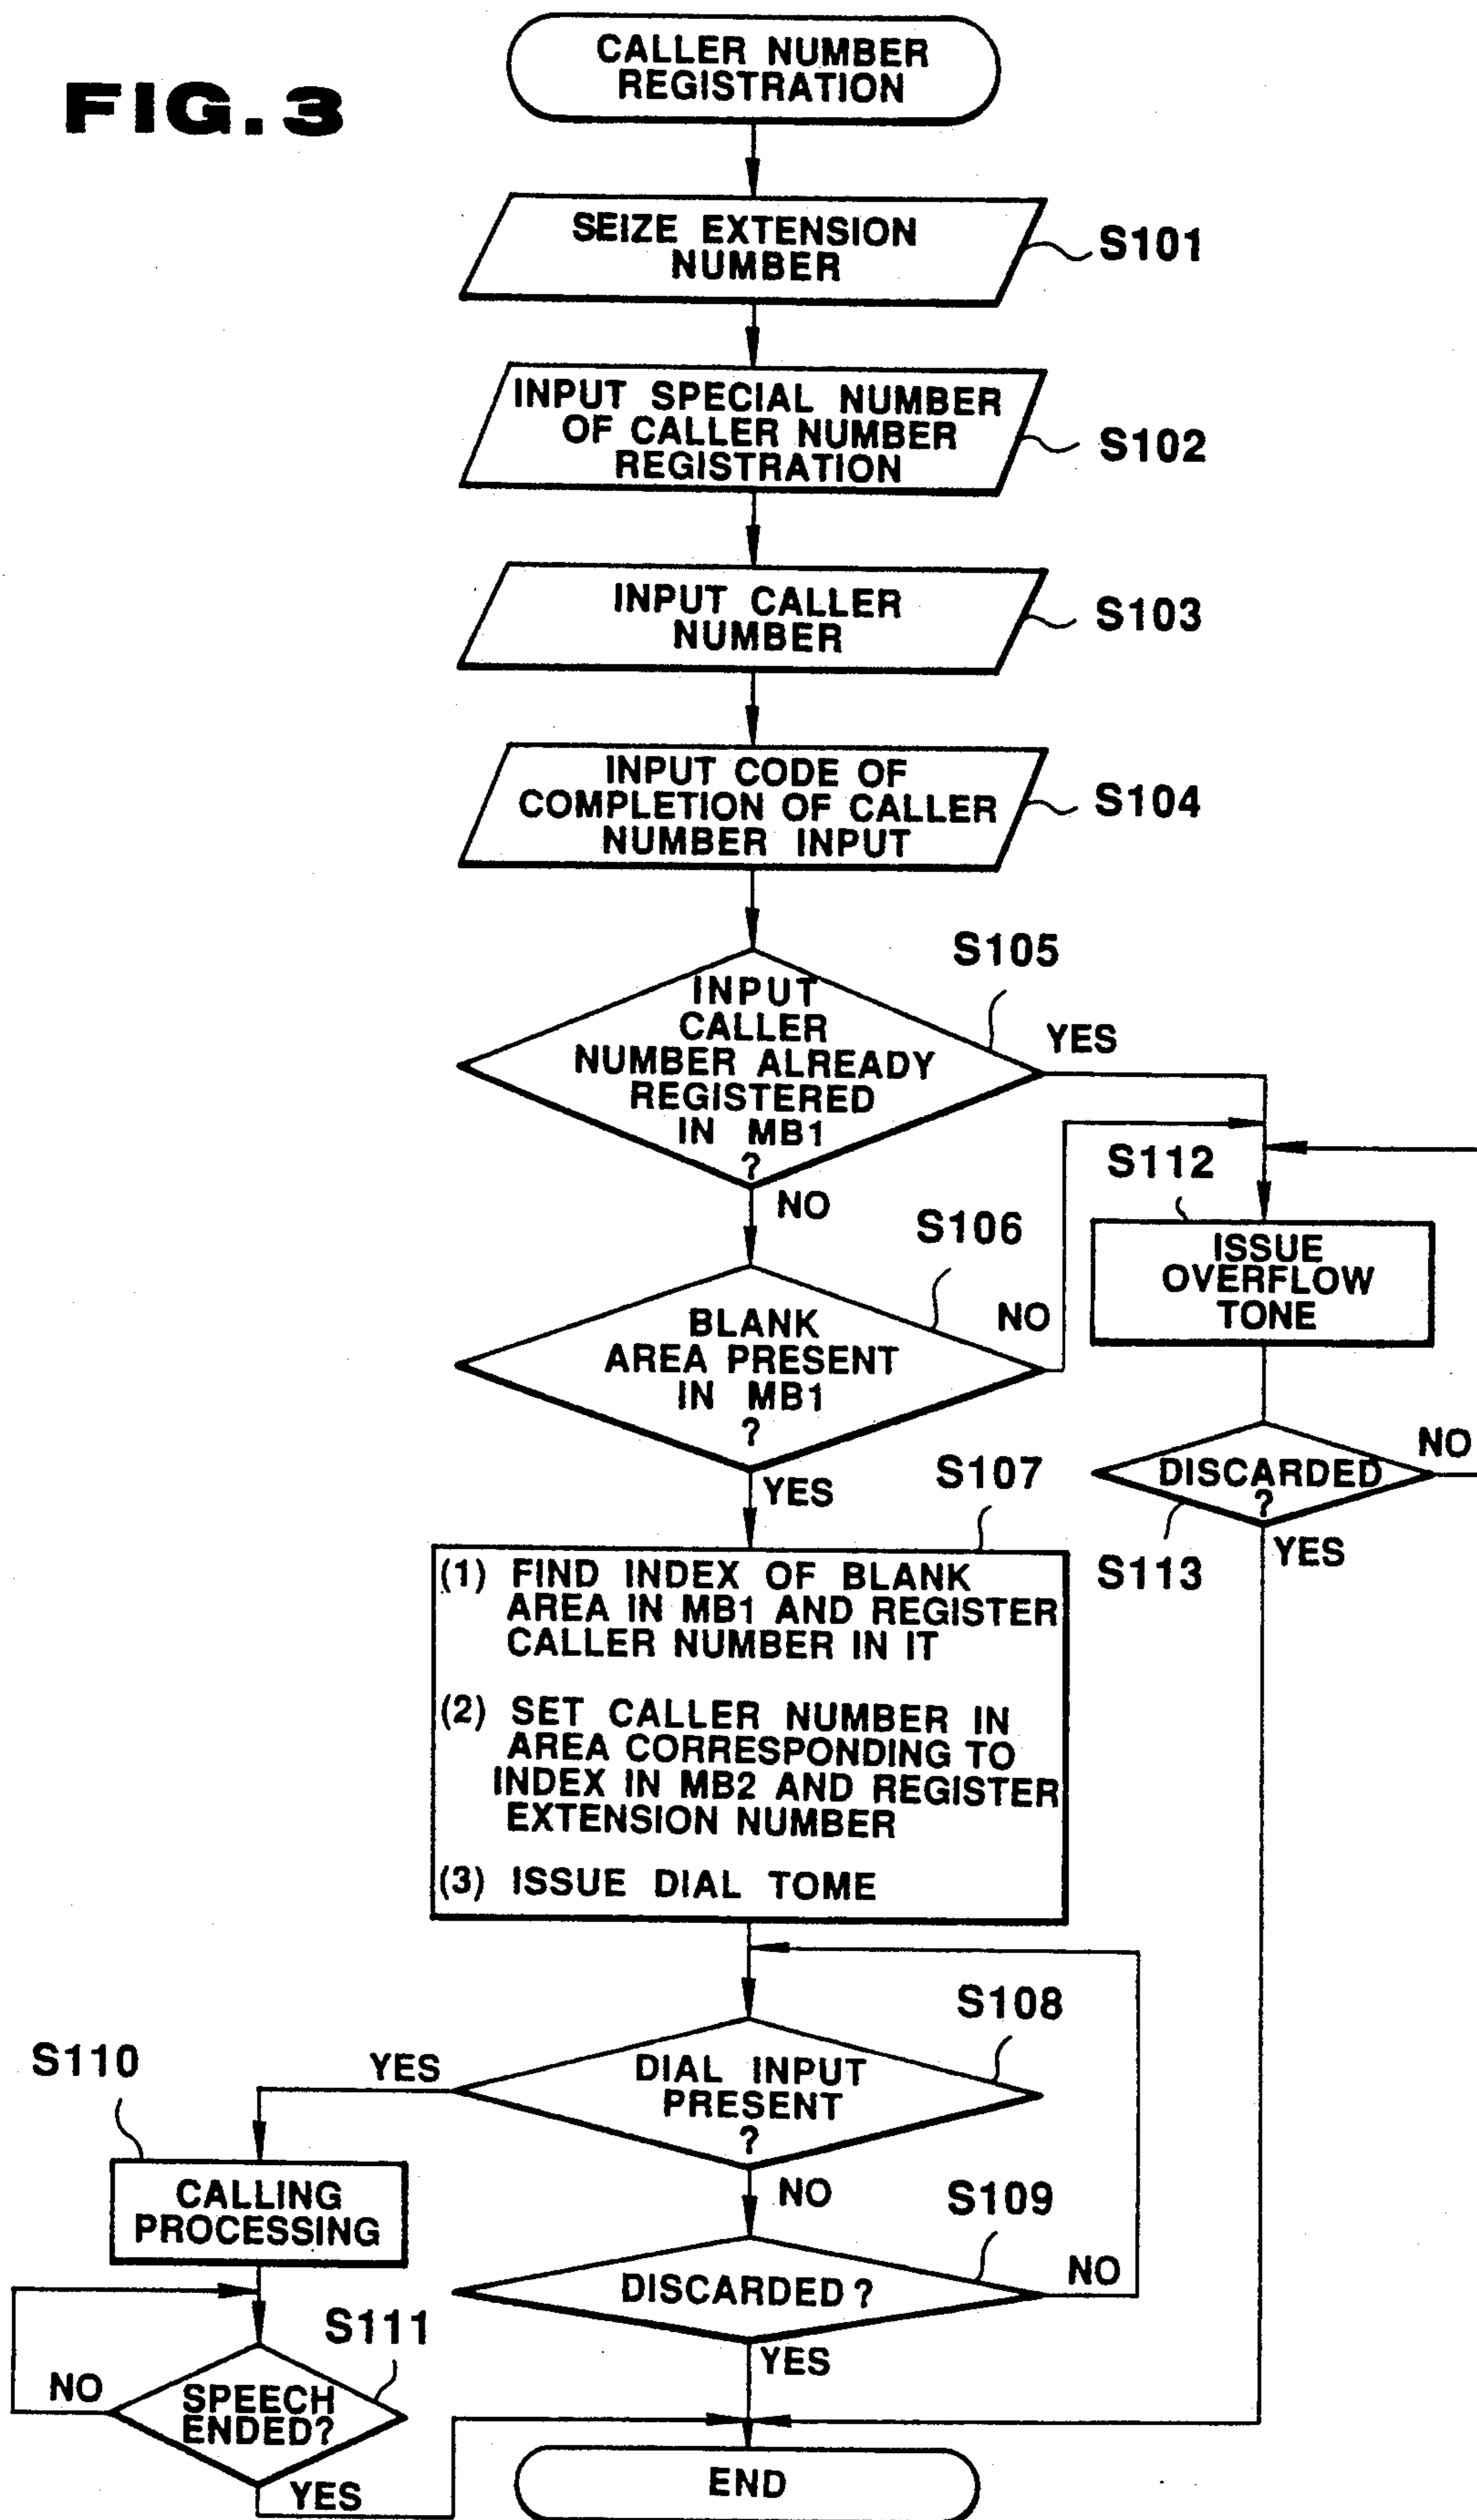 FIG.3
CALLER NUMBER
REGISTRATION
SEIZE EXTENSION
NUMBER
S101
INPUT SPECIAL NUMBER
OF CALLER NUMBER
REGISTRATION
S102
INPUT CALLER
NUMBER
S103
INPUT CODE OF
COMPLETION OF CALLER
NUMBER INPUT
S104
S105
INPUT
CALLER
NUMBER ALREADY
REGISTERED
IN MB1
?
YES
NO
S112
ISSUE
OVERFLOW
TONE
S106
BLANK
AREA PRESENT
IN MB1
?
NO
YES
DISCARDED
?
NO
YES
S113
S107
(1) FIND INDEX OF BLANK
AREA IN MB1 AND REGISTER
CALLER NUMBER IN IT
(2) SET CALLER NUMBER IN
AREA CORRESPONDING TO
INDEX IN MB2 AND REGISTER
EXTENSION NUMBER
(3) ISSUE DIAL TOME
S108
DIAL INPUT
PRESENT
?
YES
NO
S110
CALLING
PROCESSING
S109
DISCARDED?
NO
YES
S111
SPEECH
ENDED?
NO
YES
END